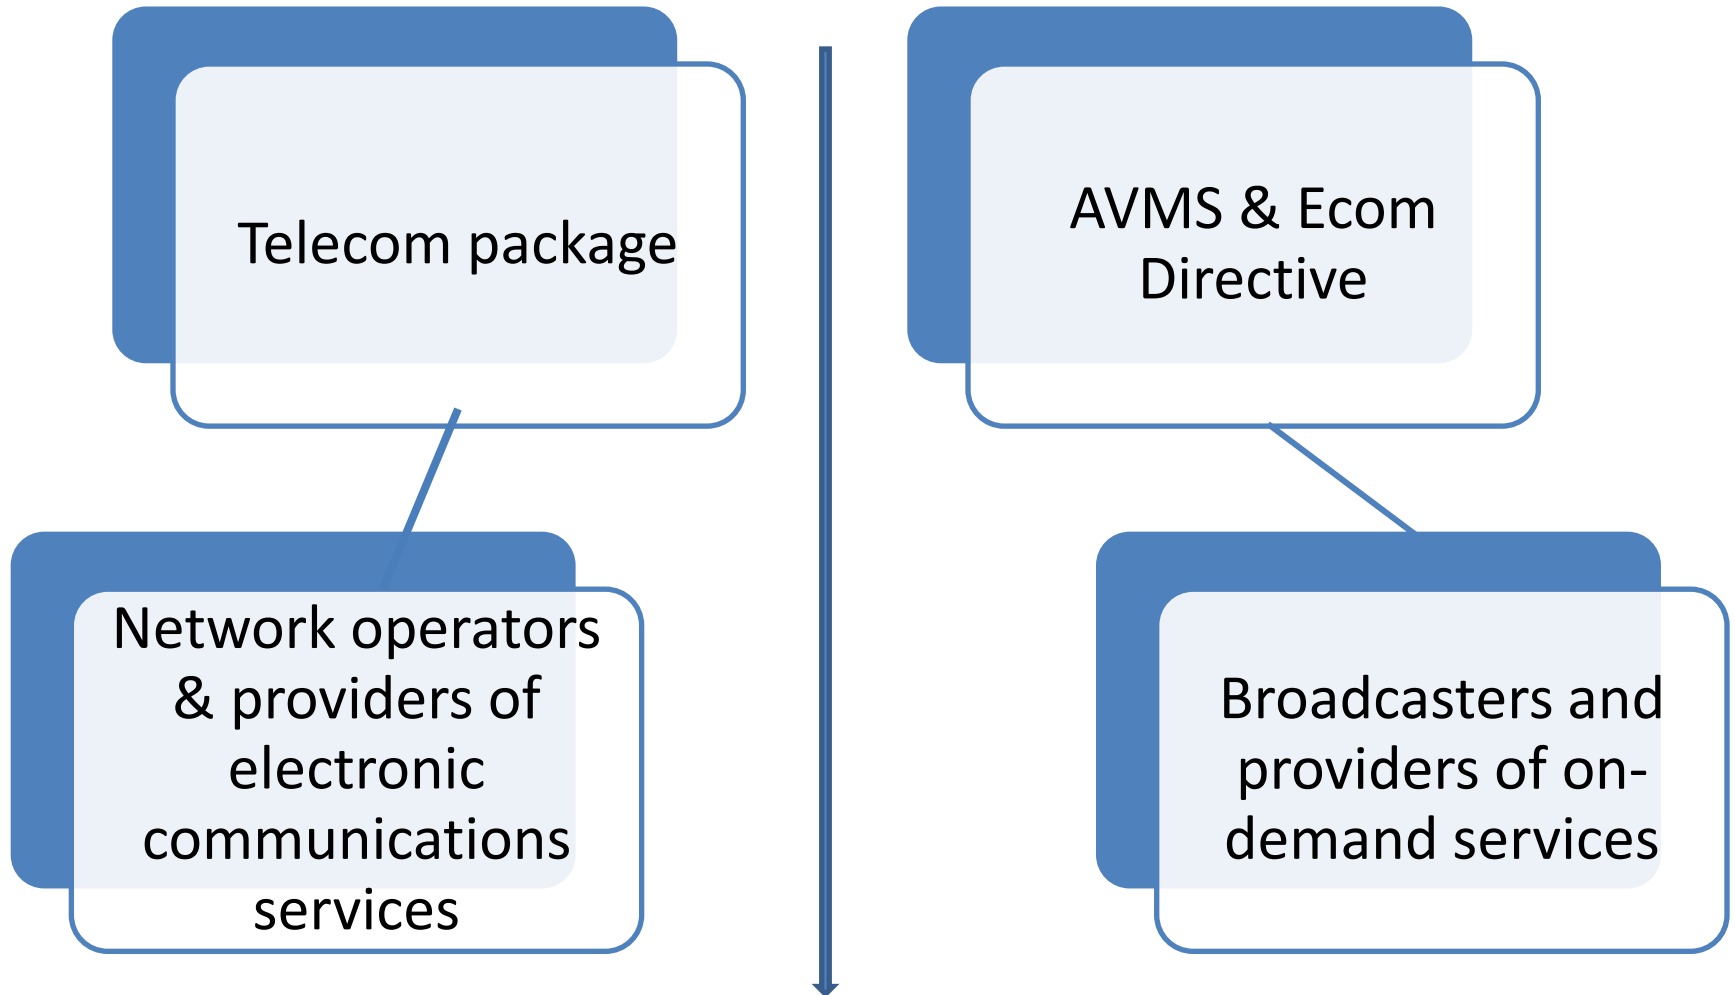 Telecom package
AVMS & Ecom
Directive
Network operators
& providers of
electronic
communications
services
Broadcasters and
providers of on-
demand services